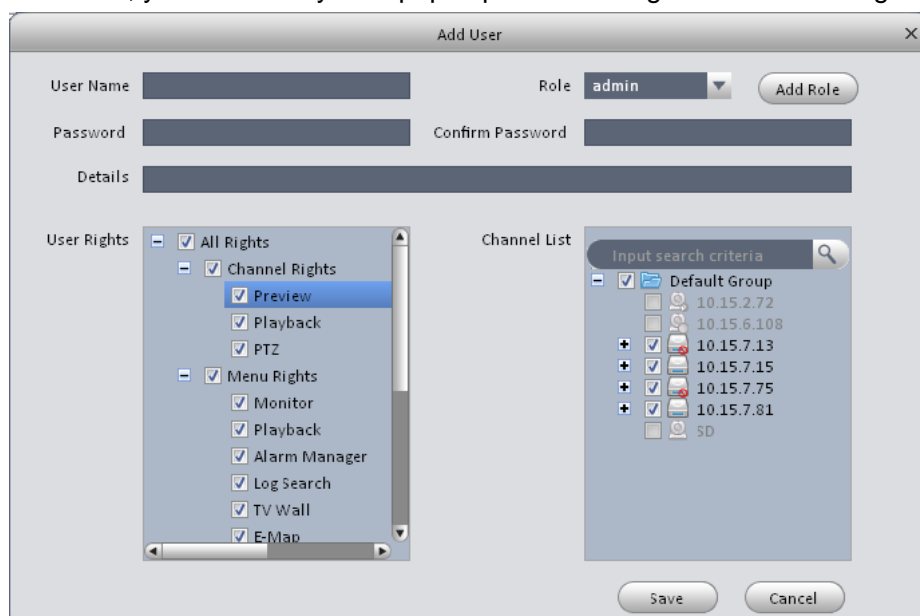 Add User
User Name
Role admin Add Role
Password
Confirm Password
Details
User Rights
All Rights
Channel Rights
Preview
Playback
PTZ
Menu Rights
Monitor
Playback
Alarm Manager
Log Search
TV Wall
E-Map
Channel List
Input search criteria
Default Group
10.15.2.72
10.15.6.108
10.15.7.13
10.15.7.15
10.15.7.75
10.15.7.81
SD
Save Cancel